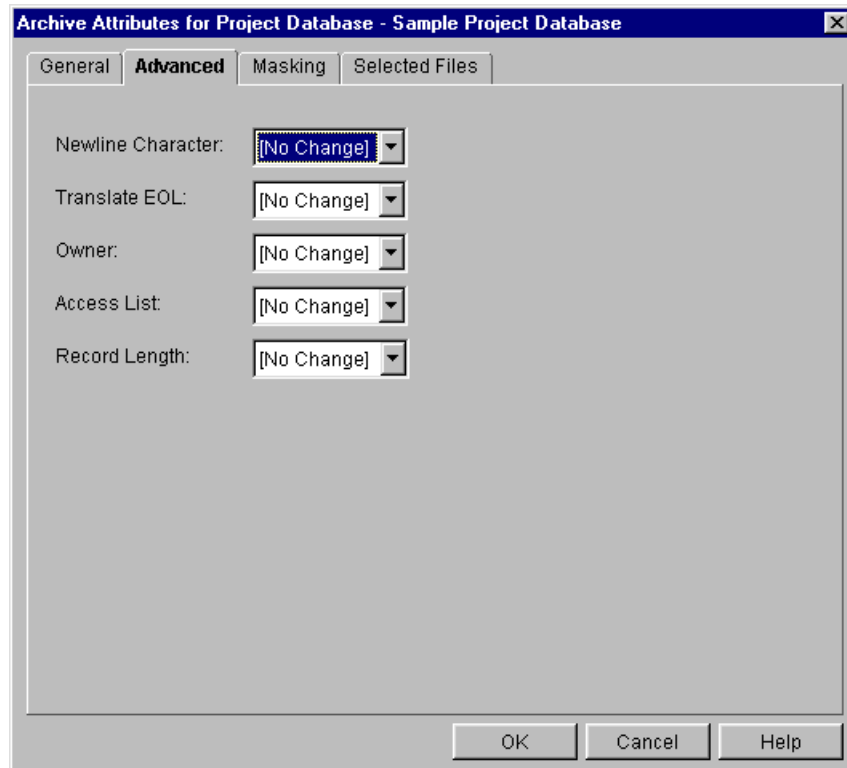 Archive Attributes for Project Database - Sample Project Database
General Advanced Masking Selected Files
Newline Character: [No Change]
Translate EOL: [No Change]
Owner: [No Change]
Access List: [No Change]
Record Length: [No Change]
OK Cancel Help